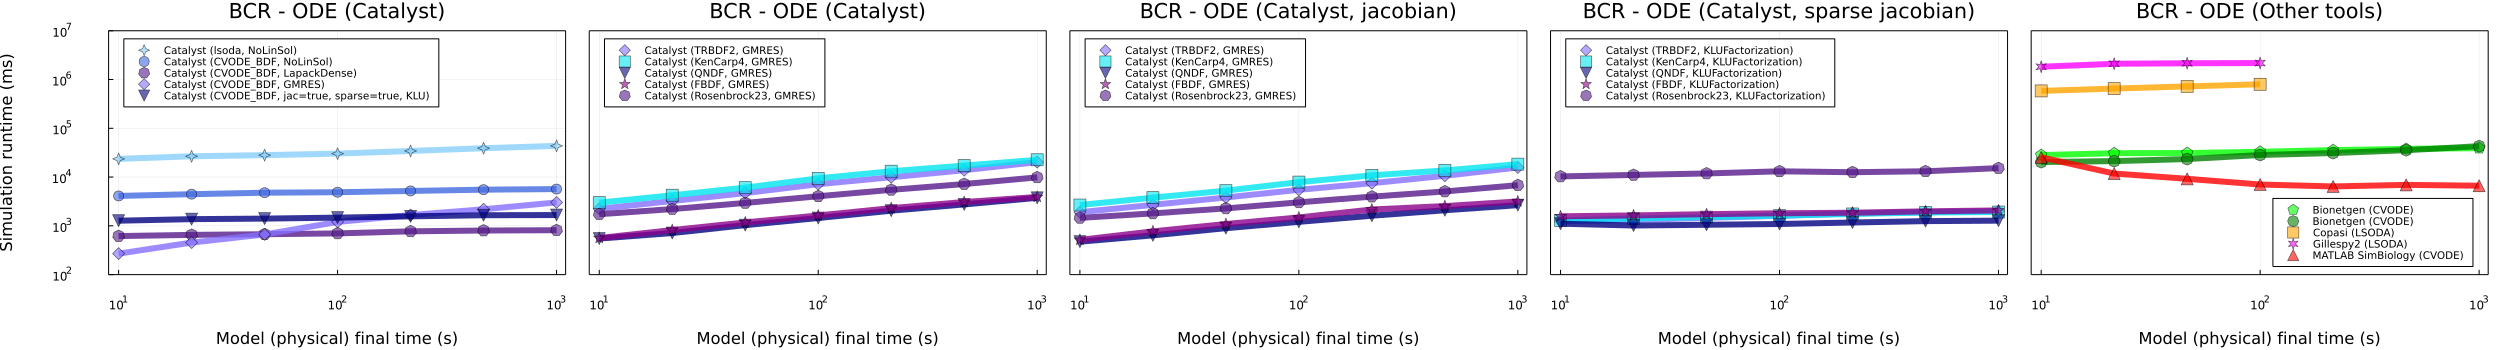 BCR - ODE (Catalyst)
BCR - ODE (Catalyst)
BCR - ODE (Catalyst, jacobian)
BCR - ODE (Catalyst, sparse jacobian)
BCR - ODE (Other tools)
Simulation runtime (ms)
10⁷
10⁶
10⁵
10⁴
10³
10²
Catalyst (lsoda, NoLinSol)
Catalyst (CVODE_BDF, NoLinSol)
Catalyst (CVODE_BDF, LapackDense)
Catalyst (CVODE_BDF, GMRES)
Catalyst (CVODE_BDF, jac=true, sparse=true, KLU)
10¹ 10² 10³
Model (physical) final time (s)
Catalyst (TRBDF2, GMRES)
Catalyst (KenCarp4, GMRES)
Catalyst (QNDF, GMRES)
Catalyst (FBDF, GMRES)
Catalyst (Rosenbrock23, GMRES)
10¹ 10² 10³
Model (physical) final time (s)
Catalyst (TRBDF2, GMRES)
Catalyst (KenCarp4, GMRES)
Catalyst (QNDF, GMRES)
Catalyst (FBDF, GMRES)
Catalyst (Rosenbrock23, GMRES)
10¹ 10² 10³
Model (physical) final time (s)
Catalyst (TRBDF2, KLUFactorization)
Catalyst (KenCarp4, KLUFactorization)
Catalyst (QNDF, KLUFactorization)
Catalyst (FBDF, KLUFactorization)
Catalyst (Rosenbrock23, KLUFactorization)
10¹ 10² 10³
Model (physical) final time (s)
Bionetgen (CVODE)
Bionetgen (CVODE)
Copasi (LSODA)
Gillespy2 (LSODA)
MATLAB SimBiology (CVODE)
10¹ 10² 10³
Model (physical) final time (s)